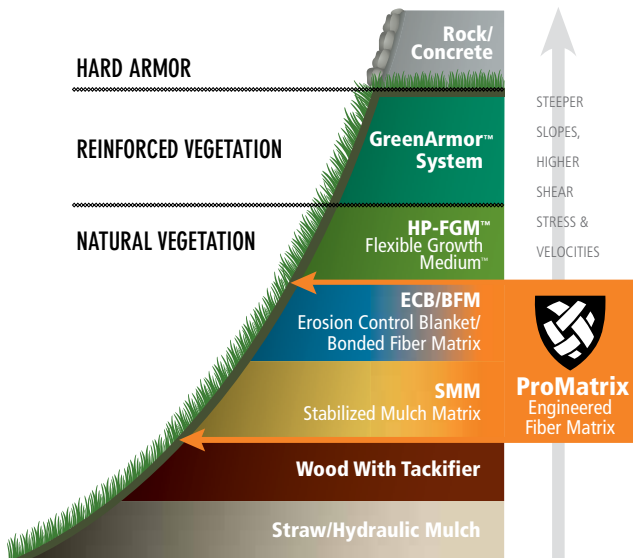 Rock/
Concrete
HARD ARMOR
STEEPER
SLOPES,
HIGHER
SHEAR
STRESS &
VELOCITIES
GreenArmor™
System
REINFORCED VEGETATION
HP-FGM™
Flexible Growth
Medium™
NATURAL VEGETATION
ECB/BFM
Erosion Control Blanket/
Bonded Fiber Matrix
ProMatrix
Engineered
Fiber Matrix
SMM
Stabilized Mulch Matrix
Wood With Tackifier
Straw/Hydraulic Mulch